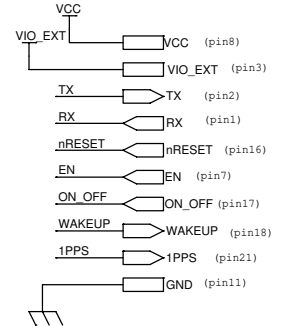 VCC
VIO_EXT
VCC (pin8)
VIO_EXT (pin3)
TX TX (pin2)
RX RX (pin1)
nRESET nRESET (pin16)
EN EN (pin7)
ON_OFF ON_OFF (pin17)
WAKEUP WAKEUP (pin18)
1PPS 1PPS (pin21)
GND (pin11)